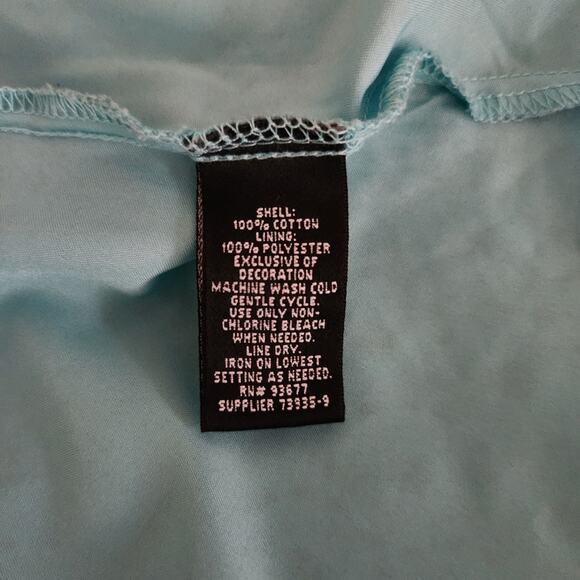 SHELL:
100% COTTON
LINING:
100% POLYESTER
EXCLUSIVE OF
DECORATION
MACHINE WASH COLD
GENTLE CYCLE.
USE ONLY NON-
CHLORINE BLEACH
WHEN NEEDED.
LINE DRY.
IRON ON LOWEST
SETTING AS NEEDED.
RN# 93677
SUPPLIER 73935-9